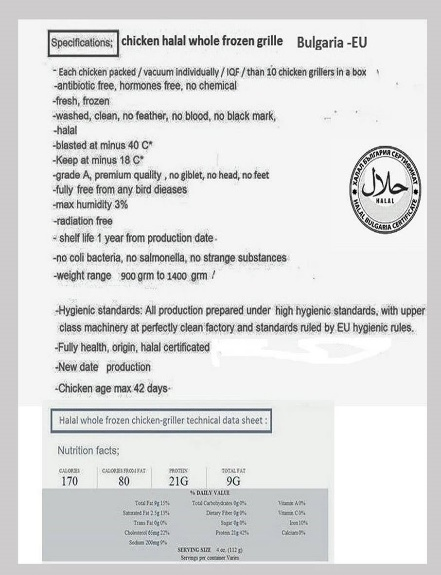 Specifications; chicken halal whole frozen grille Bulgaria -EU
- Each chicken packed / vacuum individually / IQF / than 10 chicken grillers in a box
-antibiotic free, hormones free, no chemical
-fresh, frozen
-washed, clean, no feather, no blood, no black mark,
-halal
-blasted at minus 40 C*
-Keep at minus 18 C*
-grade A, premium quality , no giblet, no head, no feet
-fully free from any bird dieases
-max humidity 3%
-radiation free
- shelf life 1 year from production date
-no coli bacteria, no salmonella, no strange substances
-weight range 900 grm to 1400 grm /
ХАЛАЛ БЪЛГАРИЯ СЕРТИФИКАТ
حلال
HALAL
HALAL BULGARIA CERTIFICATE
-Hygienic standards: All production prepared under high hygienic standards, with upper
class machinery at perfectly clean factory and standards ruled by EU hygienic rules.
-Fully health, origin, halal certificated
-New date production
-Chicken age max 42 days-
Halal whole frozen chicken-griller technical data sheet :
Nutrition facts;
CALORIES CALORIES FROM FAT PROTEIN TOTAL FAT
170 80 21G 9G
% DAILY VALUE
Total Fat 9g 15% Total Carbohydrates 0g 0% Vitamin A 0%
Saturated Fat 2.5g 13% Dietary Fiber 0g 0% Vitamin C 0%
Trans Fat 0g 0% Sugar 0g 0% Iron 10%
Cholesterol 65mg 22% Protein 21g 42% Calcium 0%
Sodium 200mg 9%
SERVING SIZE 4 oz. (112 g)
Servings per container Varies